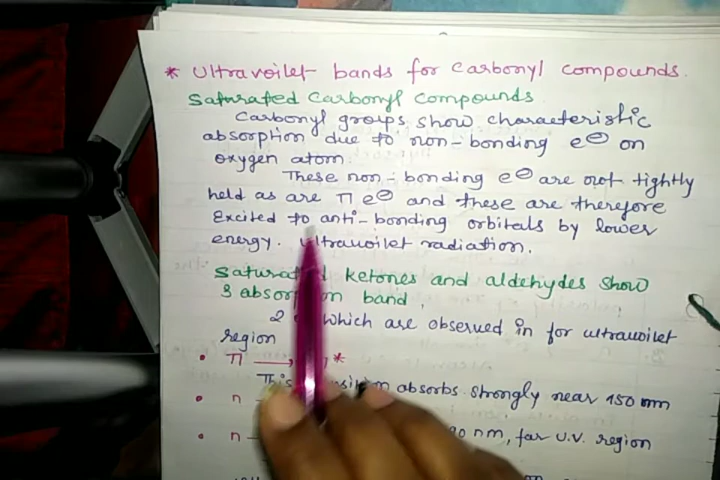 * Ultravoilet bands for Carbonyl compounds.
Saturated Carbonyl Compounds
Carbonyl groups show characteristic
absorption due to non-bonding e⊖ on
oxygen atom.
These non-bonding e⊖ are not tightly
held as are π e⊖ and these are therefore
Excited to anti-bonding orbitals by lower
energy. Ultravoilet radiation.
Saturated ketones and aldehydes show
3 absorption band.
2 which are observed in for ultravoilet
region
• π → *
This absorbs strongly near 150 nm
• n
• n 90 nm, far U.V. region